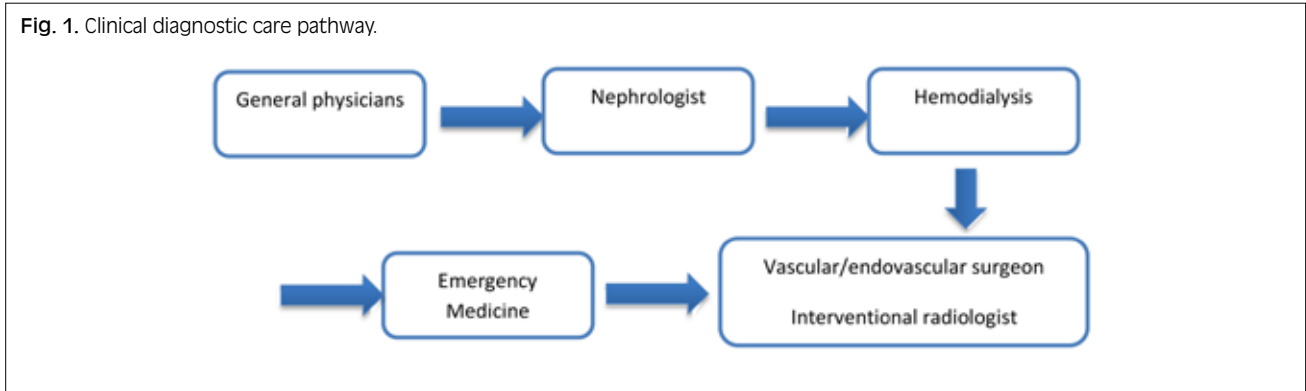 Fig. 1. Clinical diagnostic care pathway.
General physicians
Nephrologist
Hemodialysis
Emergency
Medicine
Vascular/endovascular surgeon
Interventional radiologist